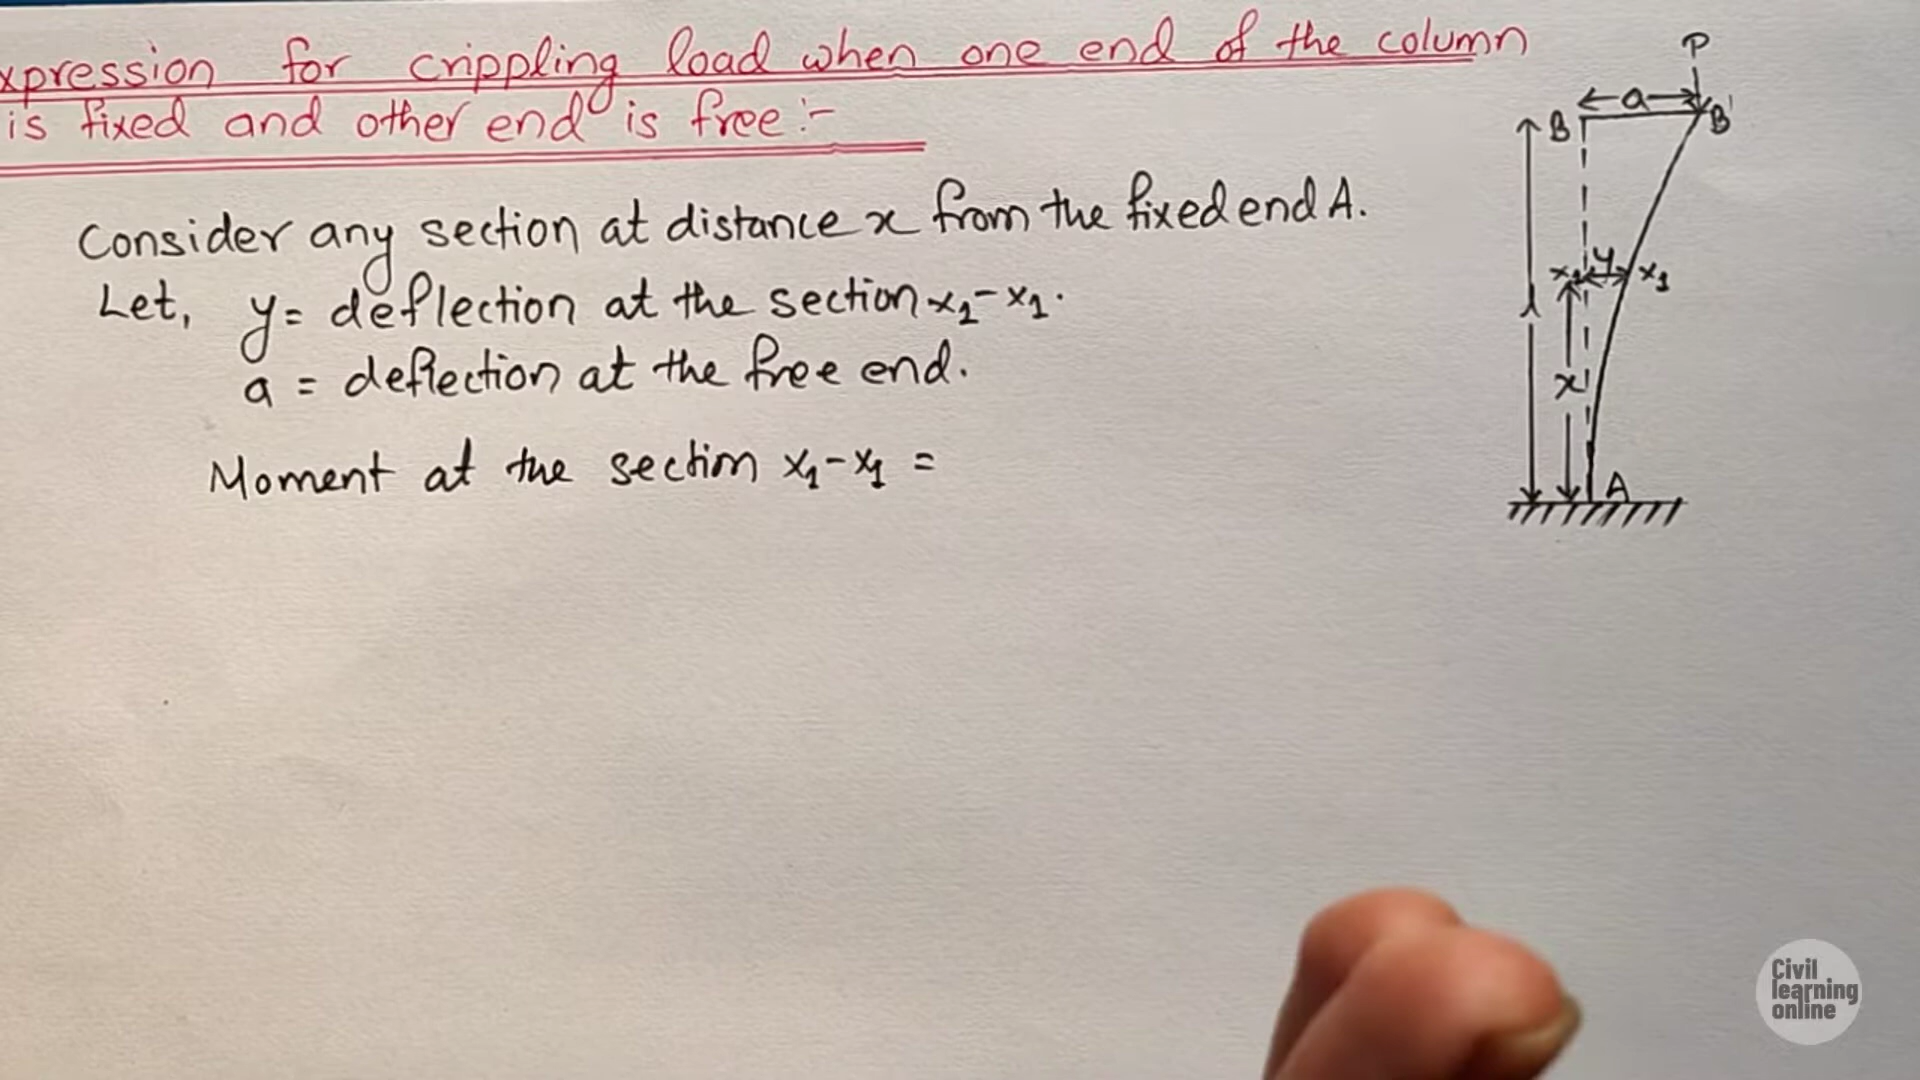 xpression for crippling load when one end of the column
is fixed and other end is free :-
Consider any section at distance x from the fixed end A.
Let, y = deflection at the section x1-x1.
a = deflection at the free end.
Moment at the section x1-x1 =
P
a
B
B'
y
x1
l
x
A
Civil
learning
online